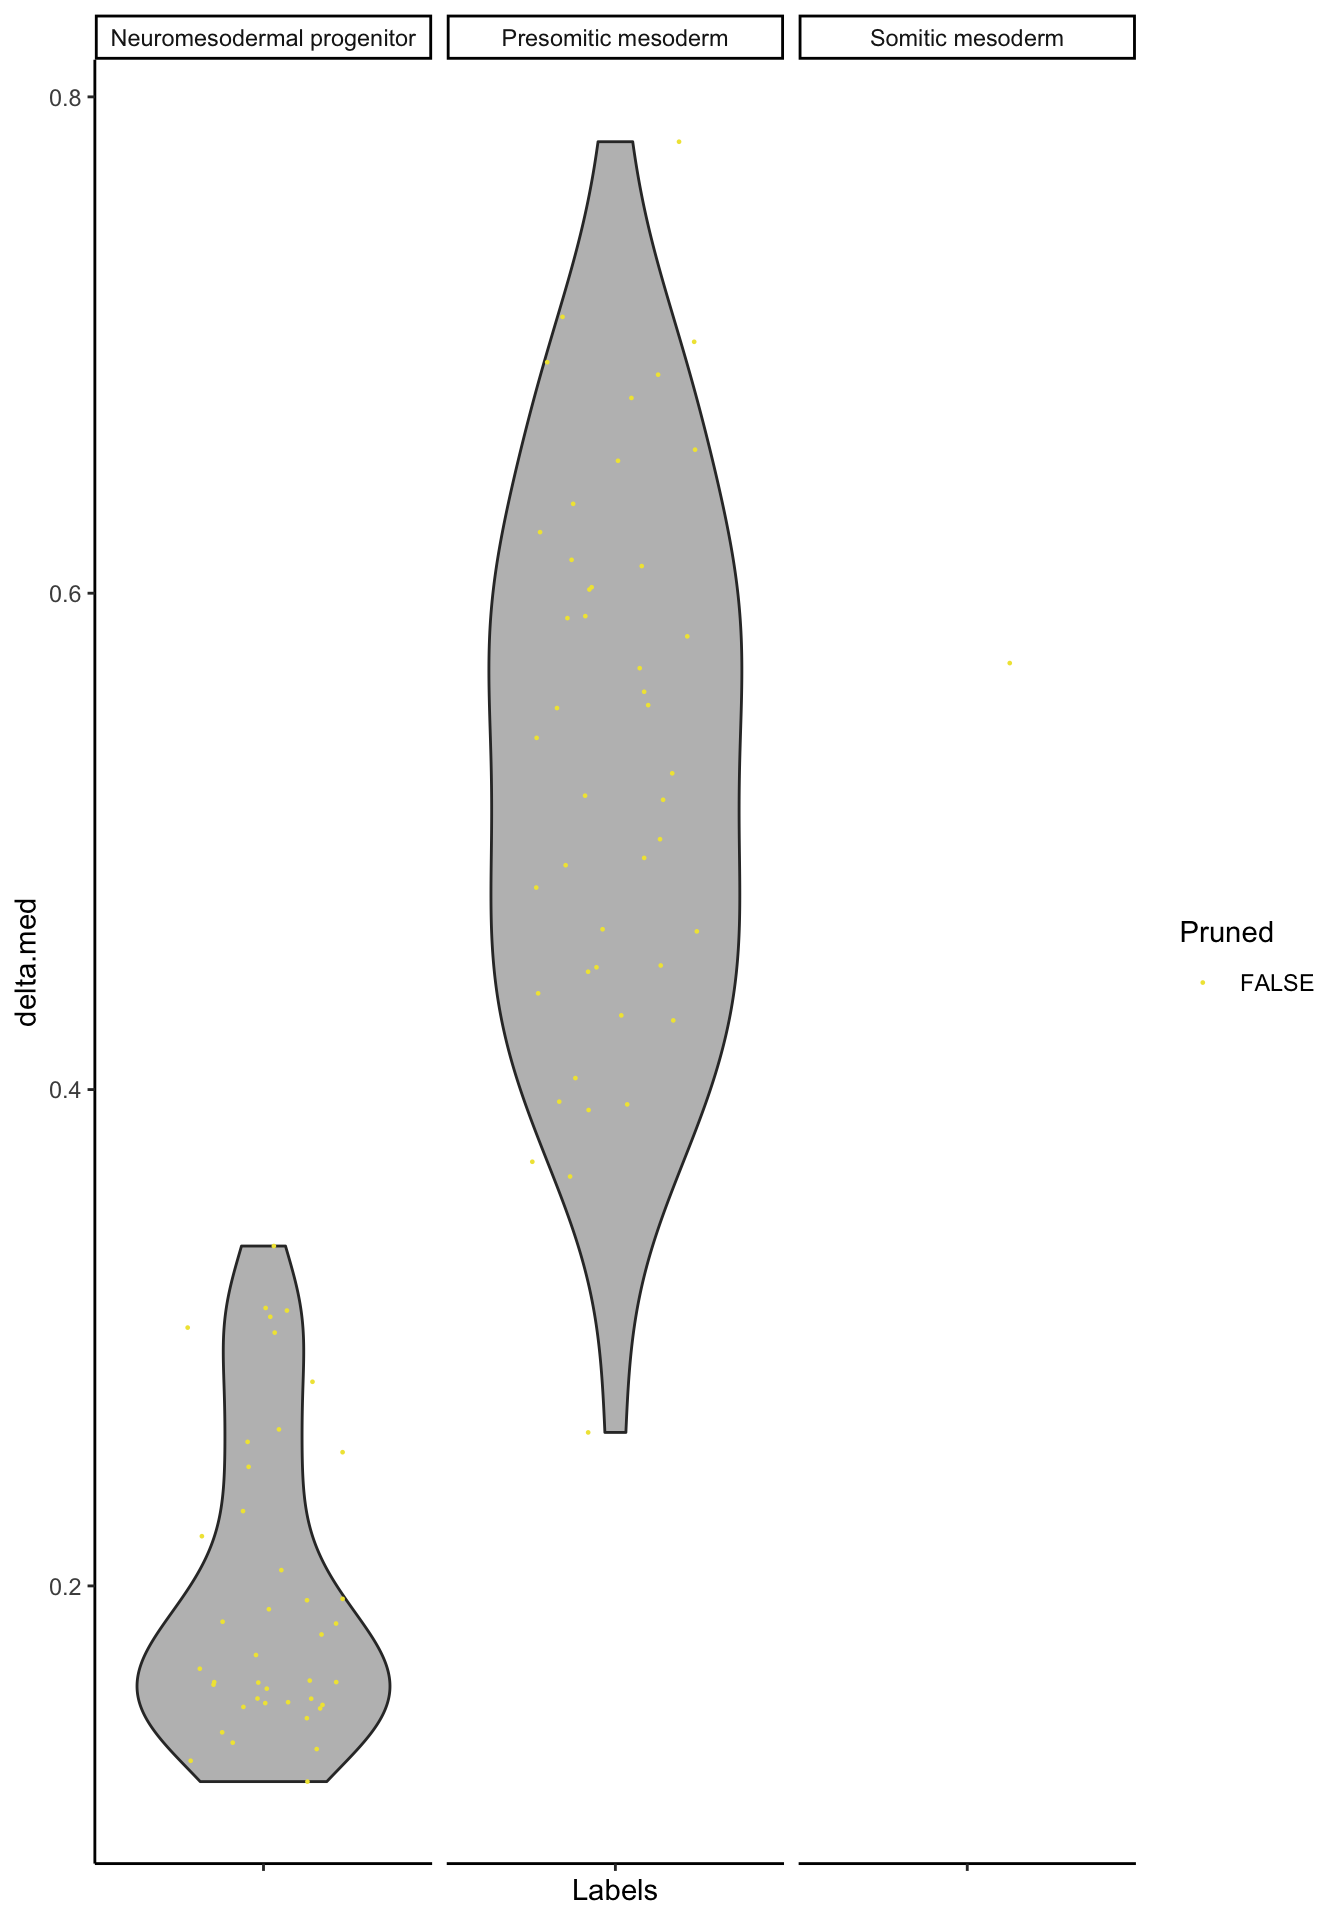 Neuromesodermal progenitor
Presomitic mesoderm
Somitic mesoderm
0.8
0.6
0.4
0.2
delta.med
Labels
Pruned
FALSE